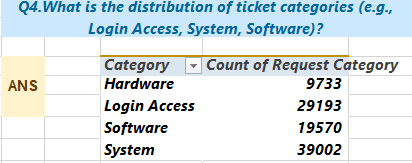 Q4.What is the distribution of ticket categories (e.g.,
Login Access, System, Software)?
ANS
Category Count of Request Category
Hardware 9733
Login Access 29193
Software 19570
System 39002